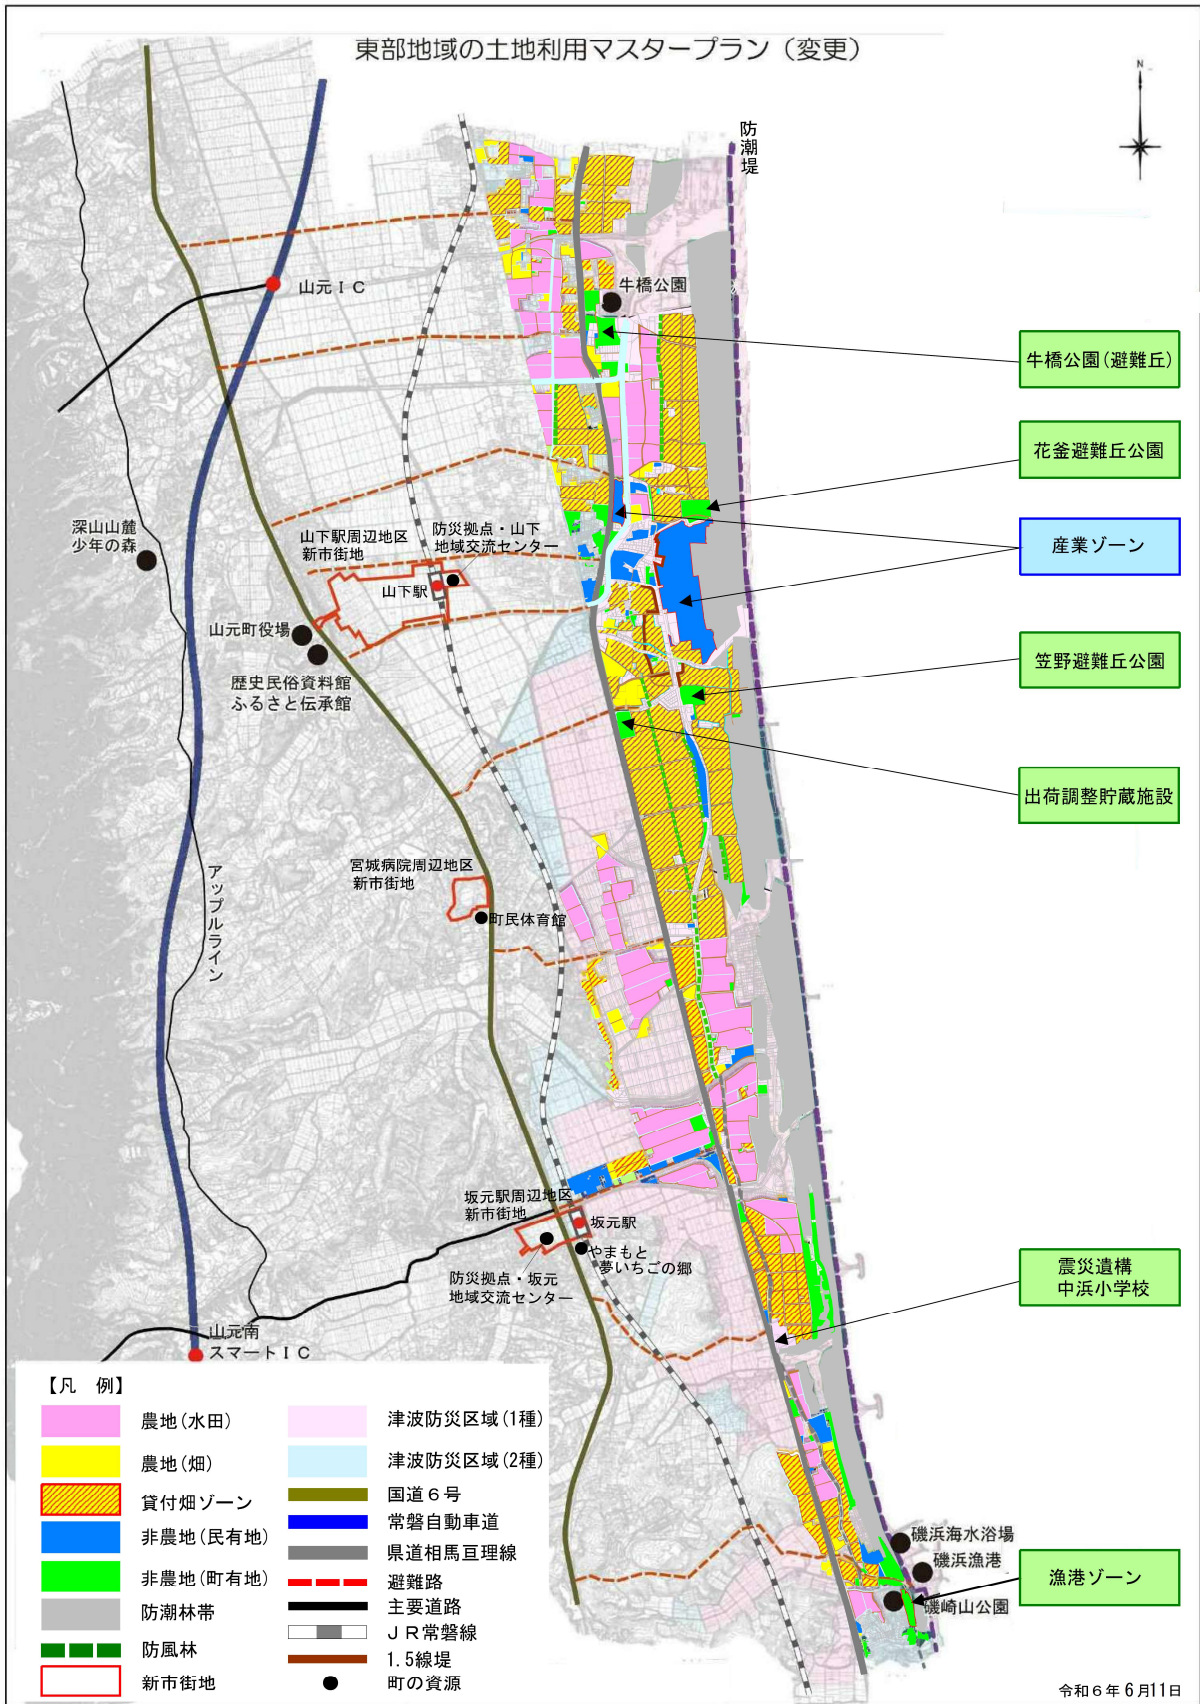 東部地域の土地利用マスタープラン（変更）
N
防潮堤
山元ＩＣ
牛橋公園
牛橋公園(避難丘)
花釜避難丘公園
産業ゾーン
笠野避難丘公園
出荷調整貯蔵施設
深山山麓
少年の森
山下駅周辺地区
新市街地
防災拠点・山下
地域交流センター
山下駅
山元町役場
歴史民俗資料館
ふるさと伝承館
宮城病院周辺地区
新市街地
町民体育館
アップルライン
坂元駅周辺地区
新市街地
坂元駅
やまもと
夢いちごの郷
防災拠点・坂元
地域交流センター
震災遺構
中浜小学校
山元南
スマートＩＣ
磯浜海水浴場
磯浜漁港
磯崎山公園
漁港ゾーン
【凡　例】
農地(水田)
農地(畑)
貸付畑ゾーン
非農地(民有地)
非農地(町有地)
防潮林帯
防風林
新市街地
津波防災区域(1種)
津波防災区域(2種)
国道６号
常磐自動車道
県道相馬亘理線
避難路
主要道路
ＪＲ常磐線
1.5線堤
町の資源
令和６年６月11日